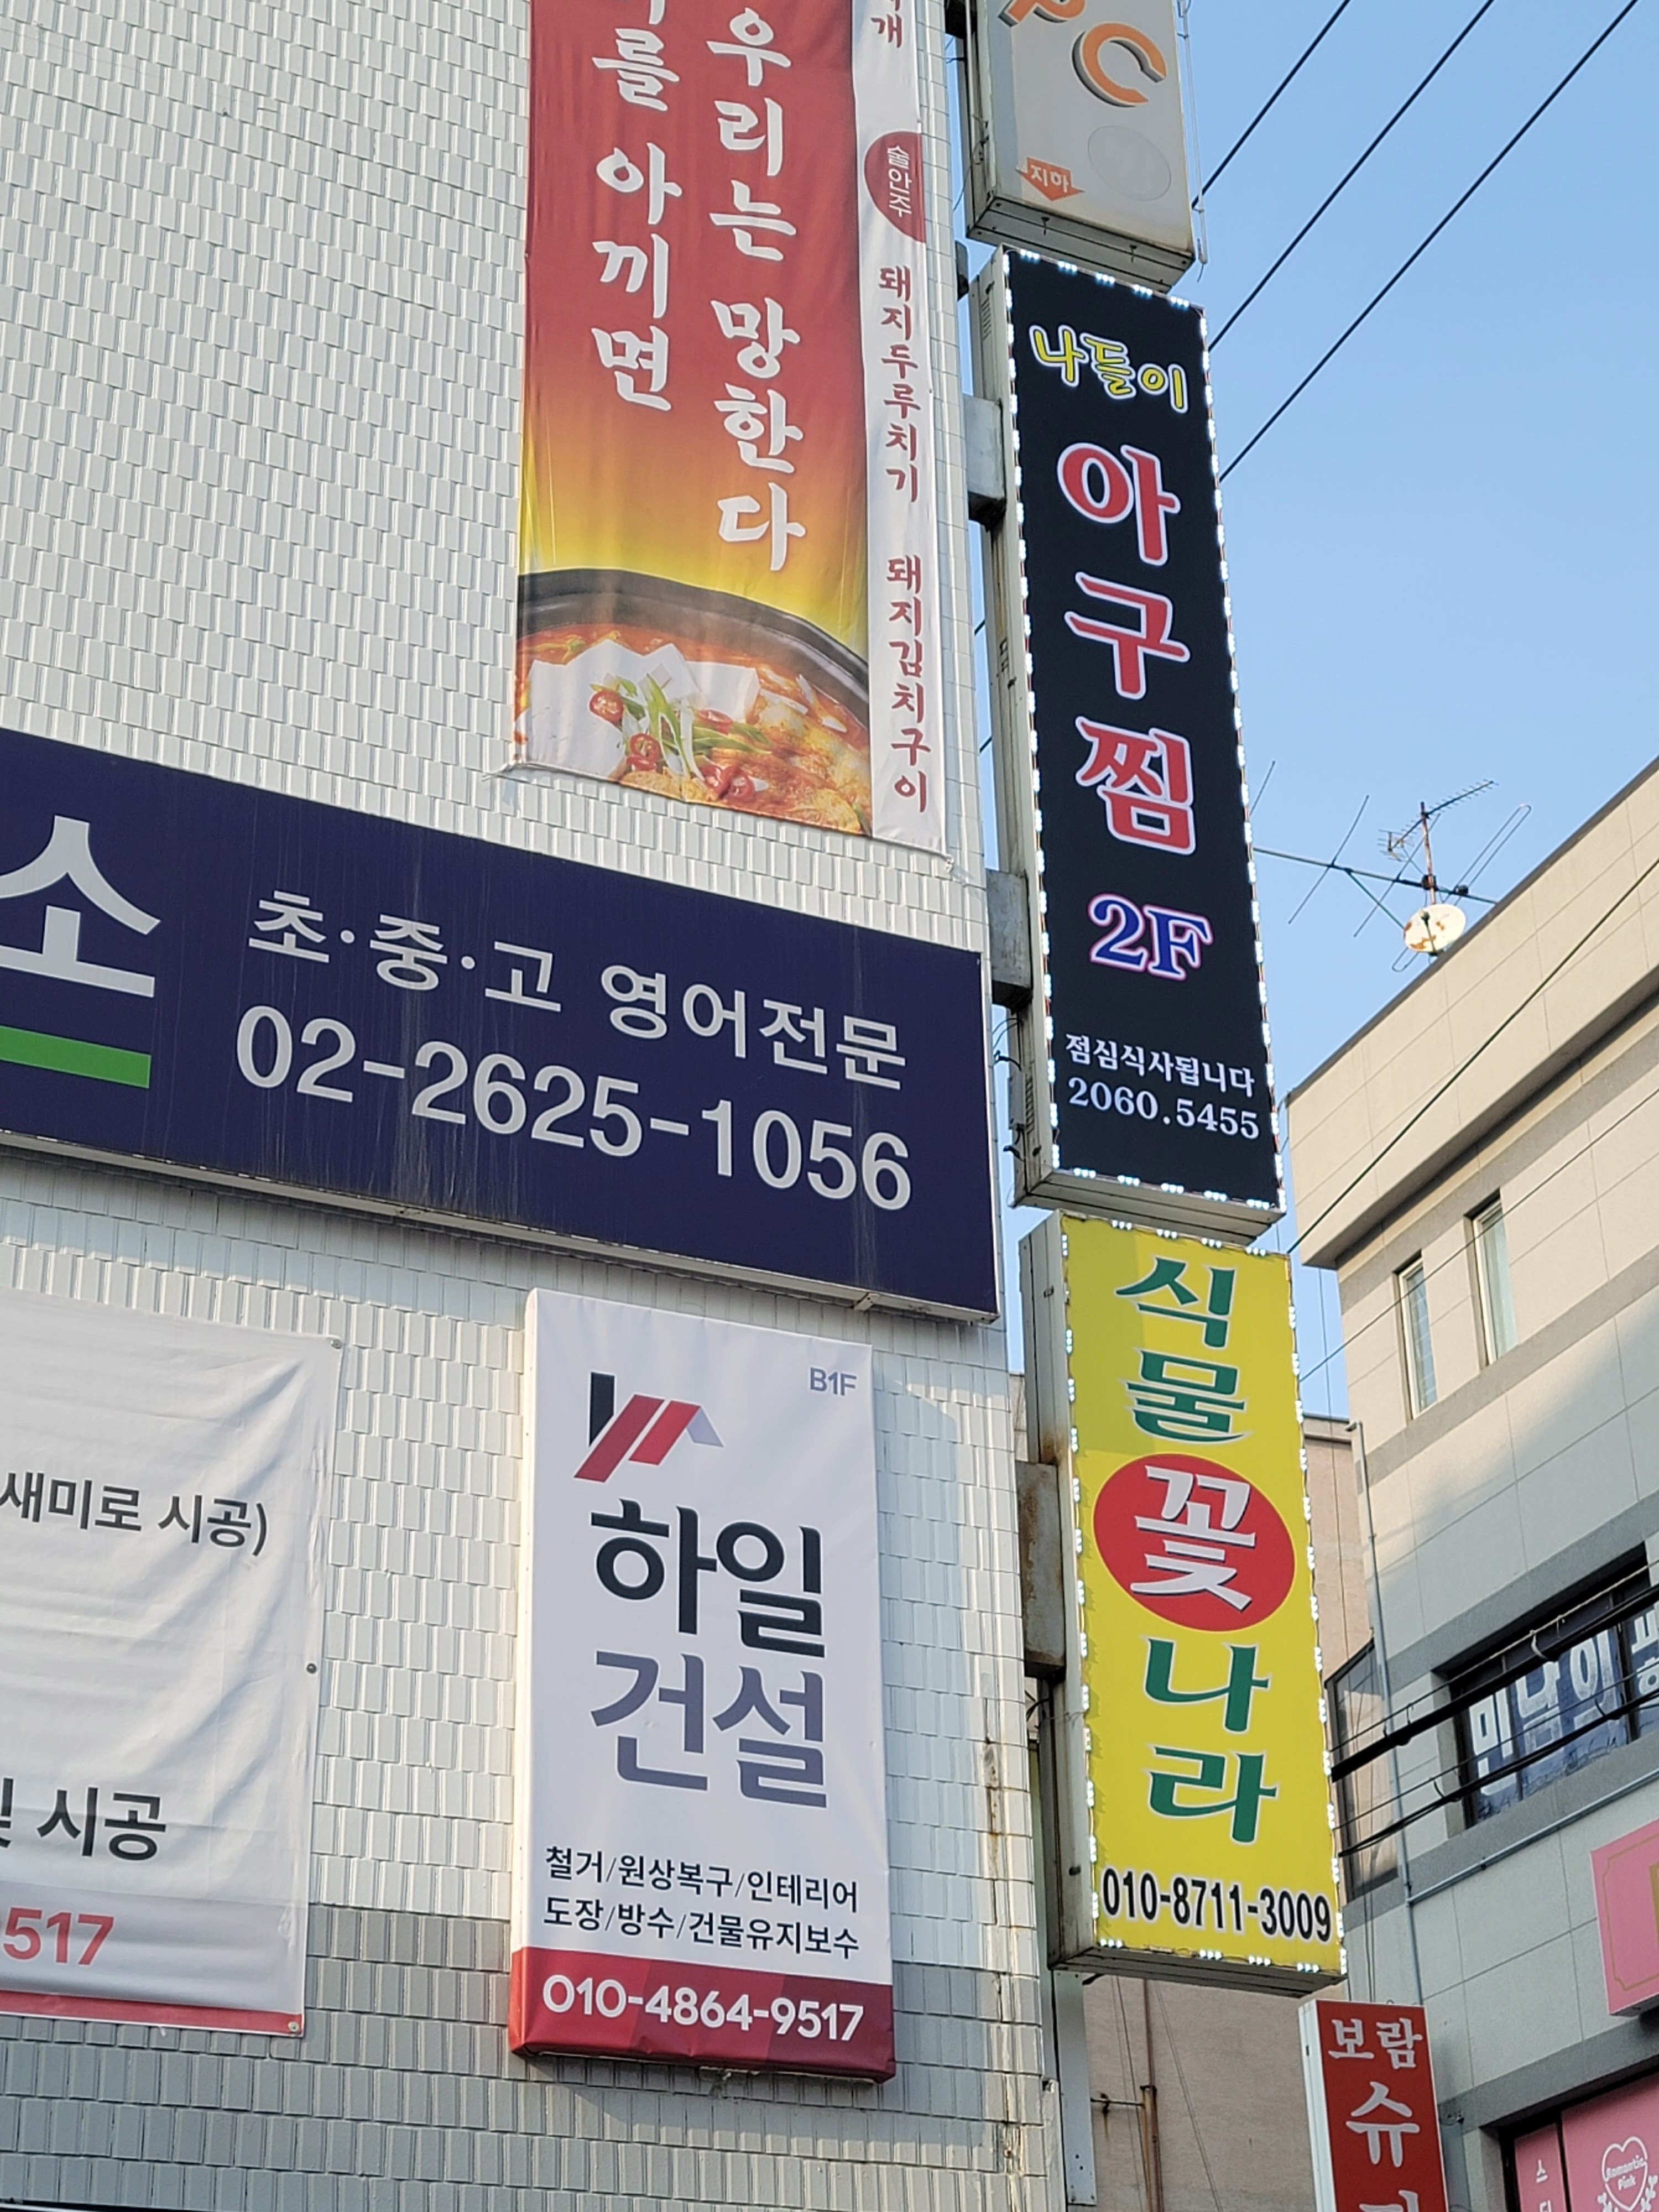 우리는 망한다
를 아끼면
개
술안주
돼지두루치기
돼지김치구이
PC
지하
나들이
아구찜
2F
점심식사됩니다
2060.5455
소
초·중·고 영어전문
02-2625-1056
새미로 시공)
및 시공
9517
B1F
하일
건설
철거/원상복구/인테리어
도장/방수/건물유지보수
010-4864-9517
식물
꽃
나라
010-8711-3009
보람
슈
Romantic
Pink